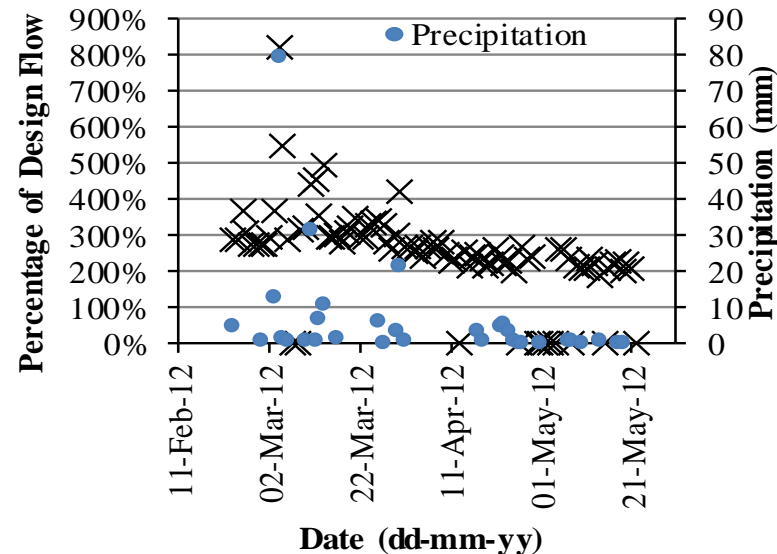 Percentage of Design Flow
900%
800%
700%
600%
500%
400%
300%
200%
100%
0%
Precipitation
90
80
70
60
50
40
30
20
10
0
Precipitation (mm)
11-Feb-12
02-Mar-12
22-Mar-12
11-Apr-12
01-May-12
21-May-12
Date (dd-mm-yy)